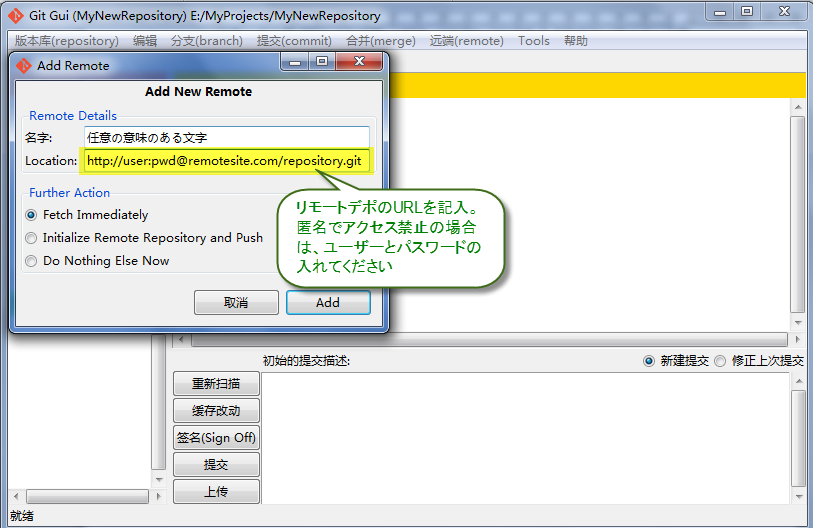 Git Gui (MyNewRepository) E:/MyProjects/MyNewRepository
版本库(repository) 编辑 分支(branch) 提交(commit) 合并(merge) 远端(remote) Tools 帮助
Add Remote
Add New Remote
Remote Details
名字: 任意の意味のある文字
Location: http://user:pwd@remotesite.com/repository.git
Further Action
Fetch Immediately
Initialize Remote Repository and Push
Do Nothing Else Now
リモートデポのURLを記入。
匿名でアクセス禁止の場合
は、ユーザーとパスワードの
入れてください
取消 Add
初始的提交描述: 新建提交 修正上次提交
重新扫描
缓存改动
签名(Sign Off)
提交
上传
就绪